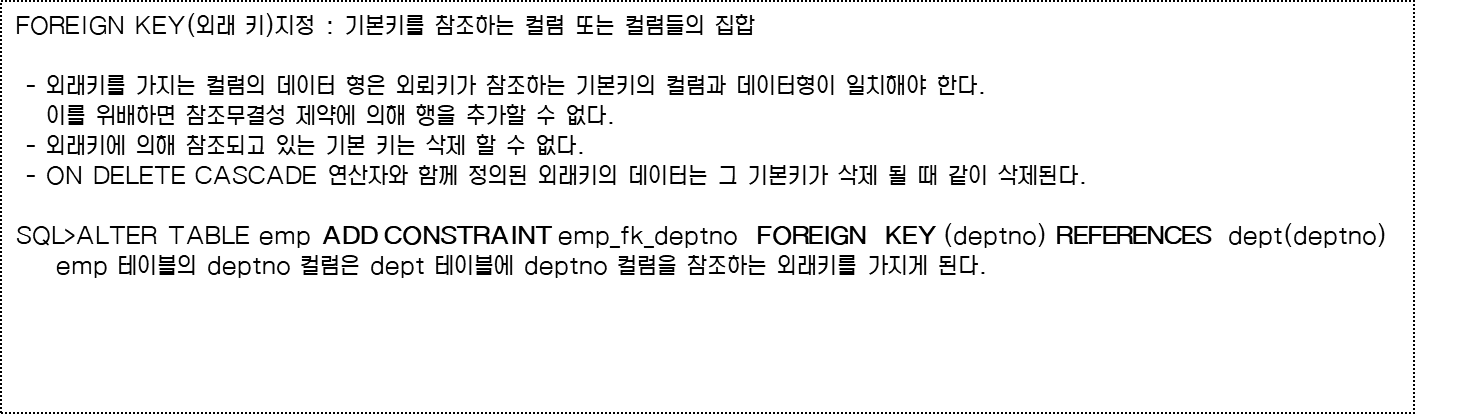 FOREIGN KEY(외래 키)지정 : 기본키를 참조하는 컬럼 또는 컬럼들의 집합
- 외래키를 가지는 컬럼의 데이터 형은 외뢰키가 참조하는 기본키의 컬럼과 데이터형이 일치해야 한다.
이를 위배하면 참조무결성 제약에 의해 행을 추가할 수 없다.
- 외래키에 의해 참조되고 있는 기본 키는 삭제 할 수 없다.
- ON DELETE CASCADE 연산자와 함께 정의된 외래키의 데이터는 그 기본키가 삭제 될 때 같이 삭제된다.
SQL>ALTER TABLE emp ADD CONSTRAINT emp_fk_deptno FOREIGN KEY (deptno) REFERENCES dept(deptno)
emp 테이블의 deptno 컬럼은 dept 테이블에 deptno 컬럼을 참조하는 외래키를 가지게 된다.